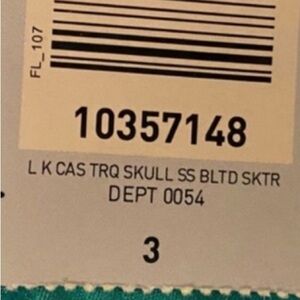 FL_107
10357148
L K CAS TRQ SKULL SS BLTD SKTR
DEPT 0054
3